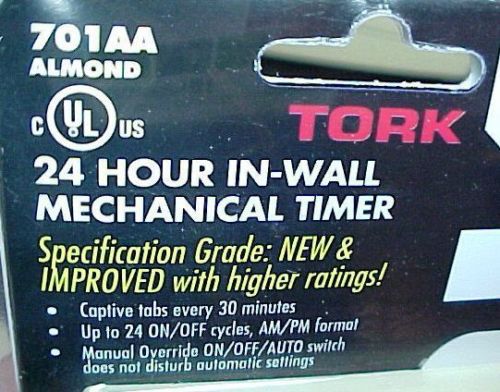 701AA
ALMOND
C UL US
TORK
24 HOUR IN-WALL
MECHANICAL TIMER
Specification Grade: NEW &
IMPROVED with higher ratings!
• Captive tabs every 30 minutes
• Up to 24 ON/OFF cycles, AM/PM format
• Manual Override ON/OFF/AUTO switch
does not disturb automatic settings